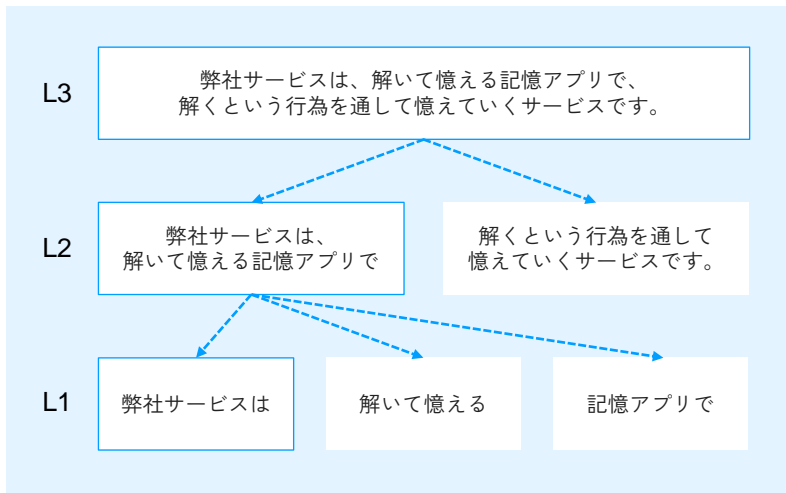 L3
弊社サービスは、解いて憶える記憶アプリで、
解くという行為を通して憶えていくサービスです。
L2
弊社サービスは、
解いて憶える記憶アプリで
解くという行為を通して
憶えていくサービスです。
L1
弊社サービスは
解いて憶える
記憶アプリで